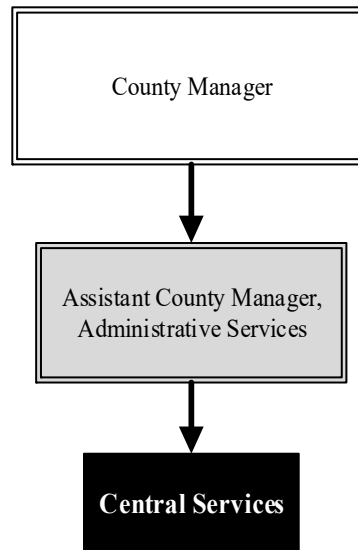 County Manager
Assistant County Manager,
Administrative Services
Central Services